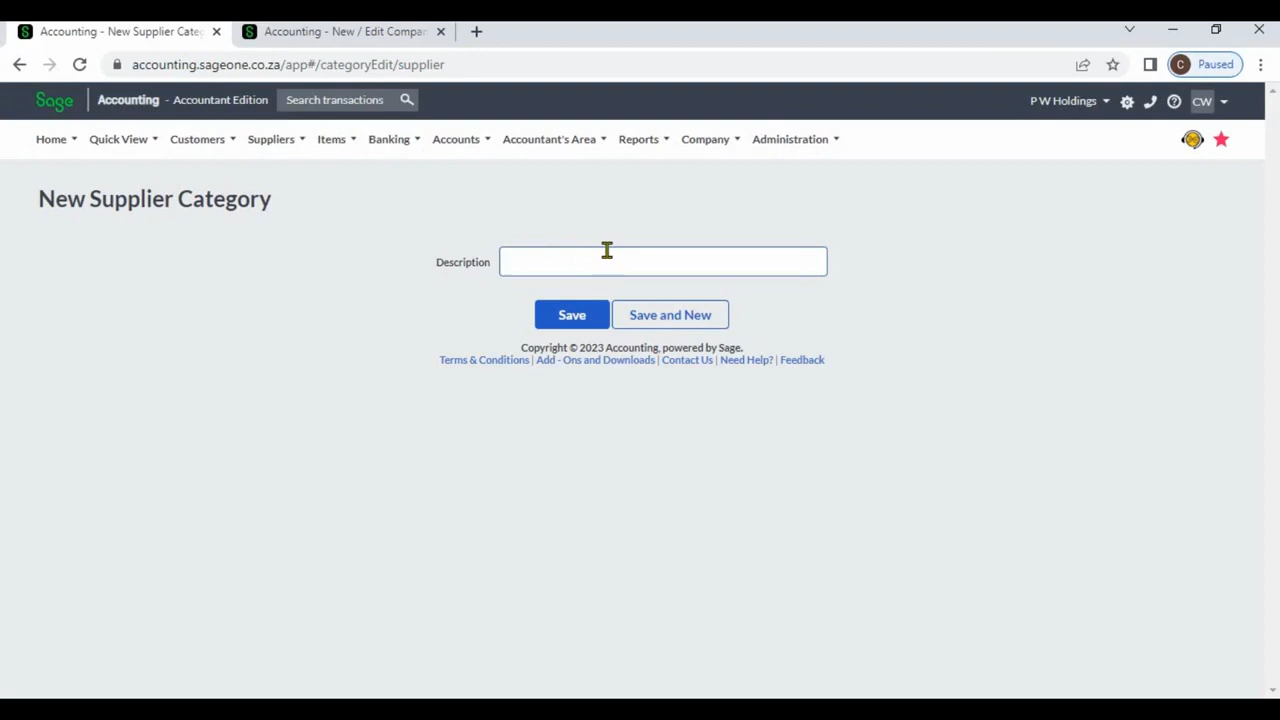 Accounting - New Supplier Categ
Accounting - New / Edit Compan
accounting.sageone.co.za/app#/categoryEdit/supplier
C Paused
Sage Accounting - Accountant Edition Search transactions P W Holdings CW
Home Quick View Customers Suppliers Items Banking Accounts Accountant's Area Reports Company Administration
New Supplier Category
Description
Save Save and New
Copyright © 2023 Accounting, powered by Sage.
Terms & Conditions | Add - Ons and Downloads | Contact Us | Need Help? | Feedback